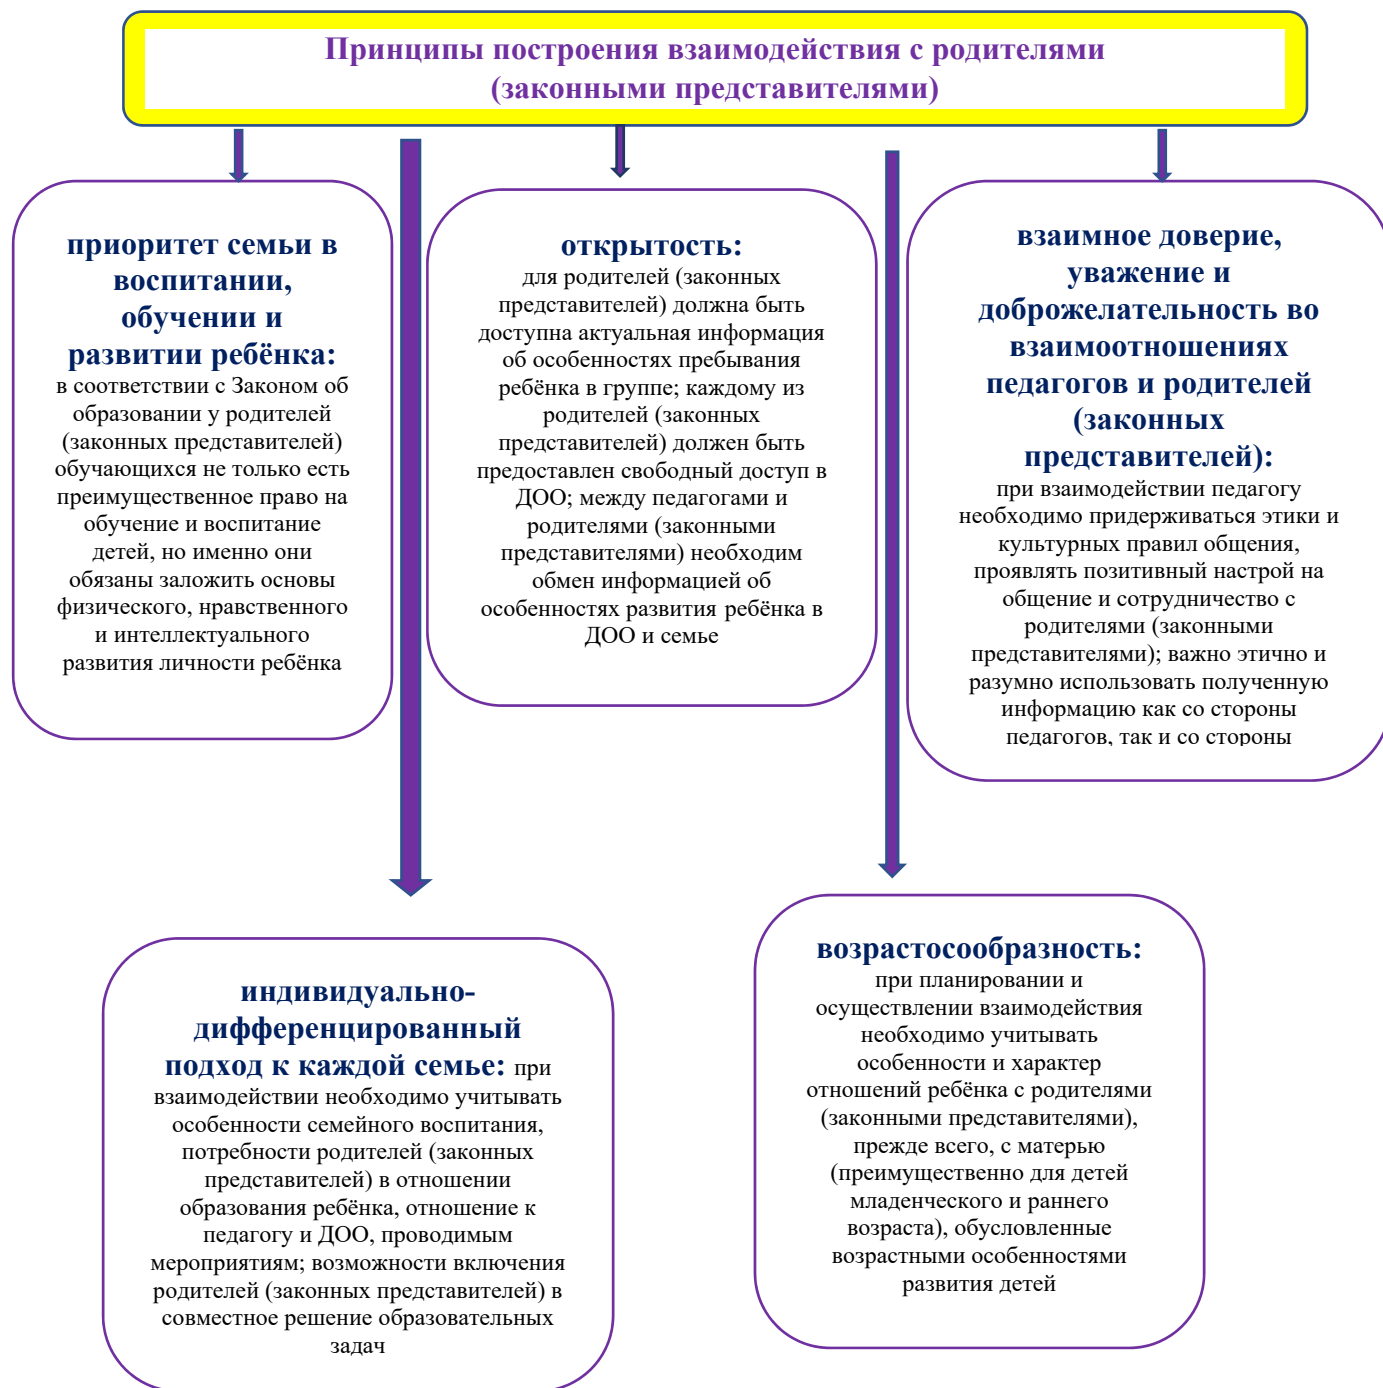 Принципы построения взаимодействия с родителями
(законными представителями)
приоритет семьи в
воспитании,
обучении и
развитии ребёнка:
в соответствии с Законом об
образовании у родителей
(законных представителей)
обучающихся не только есть
преимущественное право на
обучение и воспитание
детей, но именно они
обязаны заложить основы
физического, нравственного
и интеллектуального
развития личности ребёнка
открытость:
для родителей (законных
представителей) должна быть
доступна актуальная информация
об особенностях пребывания
ребёнка в группе; каждому из
родителей (законных
представителей) должен быть
предоставлен свободный доступ в
ДОО; между педагогами и
родителями (законными
представителями) необходим
обмен информацией об
особенностях развития ребёнка в
ДОО и семье
взаимное доверие,
уважение и
доброжелательность во
взаимоотношениях
педагогов и родителей
(законных
представителей):
при взаимодействии педагогу
необходимо придерживаться этики и
культурных правил общения,
проявлять позитивный настрой на
общение и сотрудничество с
родителями (законными
представителями); важно этично и
разумно использовать полученную
информацию как со стороны
педагогов, так и со стороны
индивидуально-
дифференцированный
подход к каждой семье: при
взаимодействии необходимо учитывать
особенности семейного воспитания,
потребности родителей (законных
представителей) в отношении
образования ребёнка, отношение к
педагогу и ДОО, проводимым
мероприятиям; возможности включения
родителей (законных представителей) в
совместное решение образовательных
задач
возрастосообразность:
при планировании и
осуществлении взаимодействия
необходимо учитывать
особенности и характер
отношений ребёнка с родителями
(законными представителями),
прежде всего, с матерью
(преимущественно для детей
младенческого и раннего
возраста), обусловленные
возрастными особенностями
развития детей